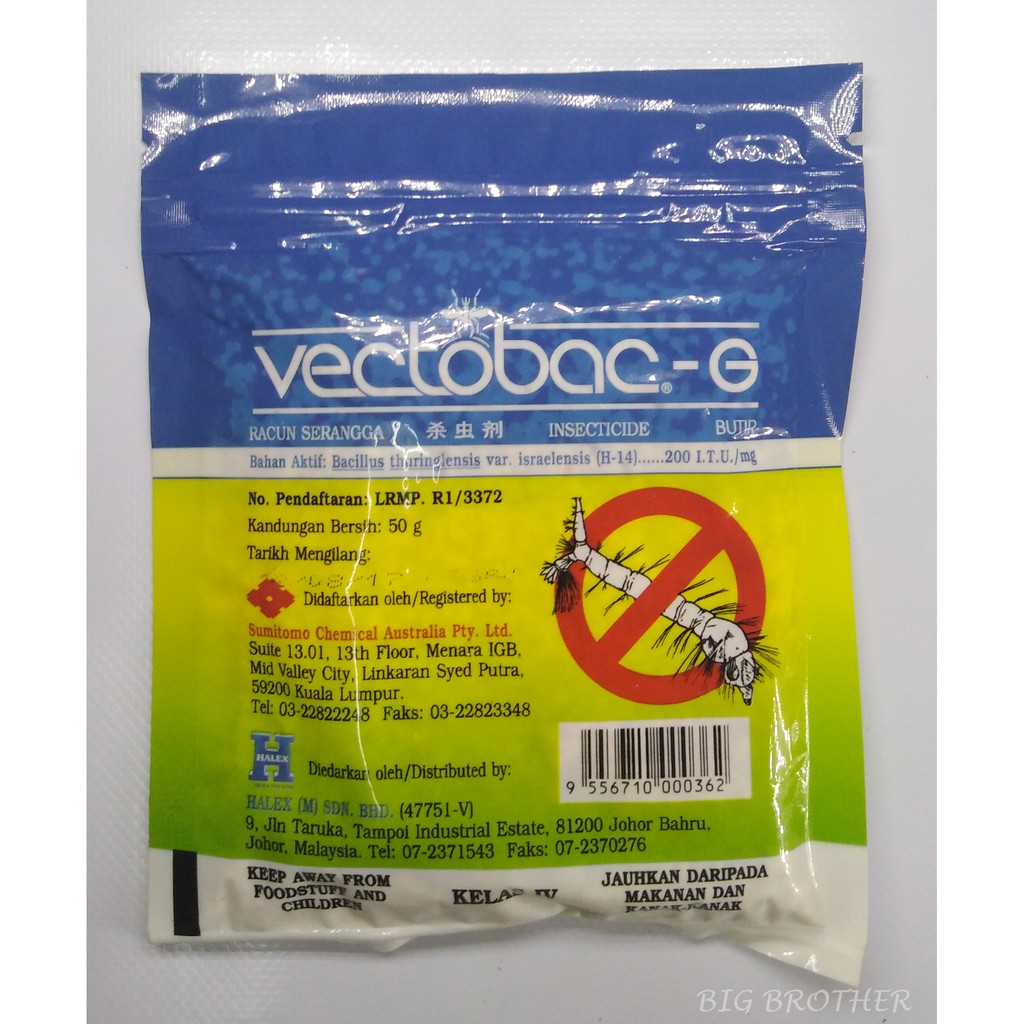 vectobac®-G
RACUN SERANGGA 杀虫剂 INSECTICIDE BUTIR
Bahan Aktif: Bacillus thuringiensis var. israelensis (H-14)......200 I.T.U./mg
No. Pendaftaran: LRMP. R1/3372
Kandungan Bersih: 50 g
Tarikh Mengilang:
Didaftarkan oleh/Registered by:
Sumitomo Chemical Australia Pty. Ltd.
Suite 13.01, 13th Floor, Menara IGB,
Mid Valley City, Linkaran Syed Putra,
59200 Kuala Lumpur.
Tel: 03-22822248 Faks: 03-22823348
HALEX
Diedarkan oleh/Distributed by:
HALEX (M) SDN. BHD. (47751-V)
9, Jln Taruka, Tampoi Industrial Estate, 81200 Johor Bahru,
Johor, Malaysia. Tel: 07-2371543 Faks: 07-2370276
9 556710 000362
KEEP AWAY FROM
FOODSTUFF AND
CHILDREN
KELAS IV
JAUHKAN DARIPADA
MAKANAN DAN
KANAK-KANAK
BIG BROTHER